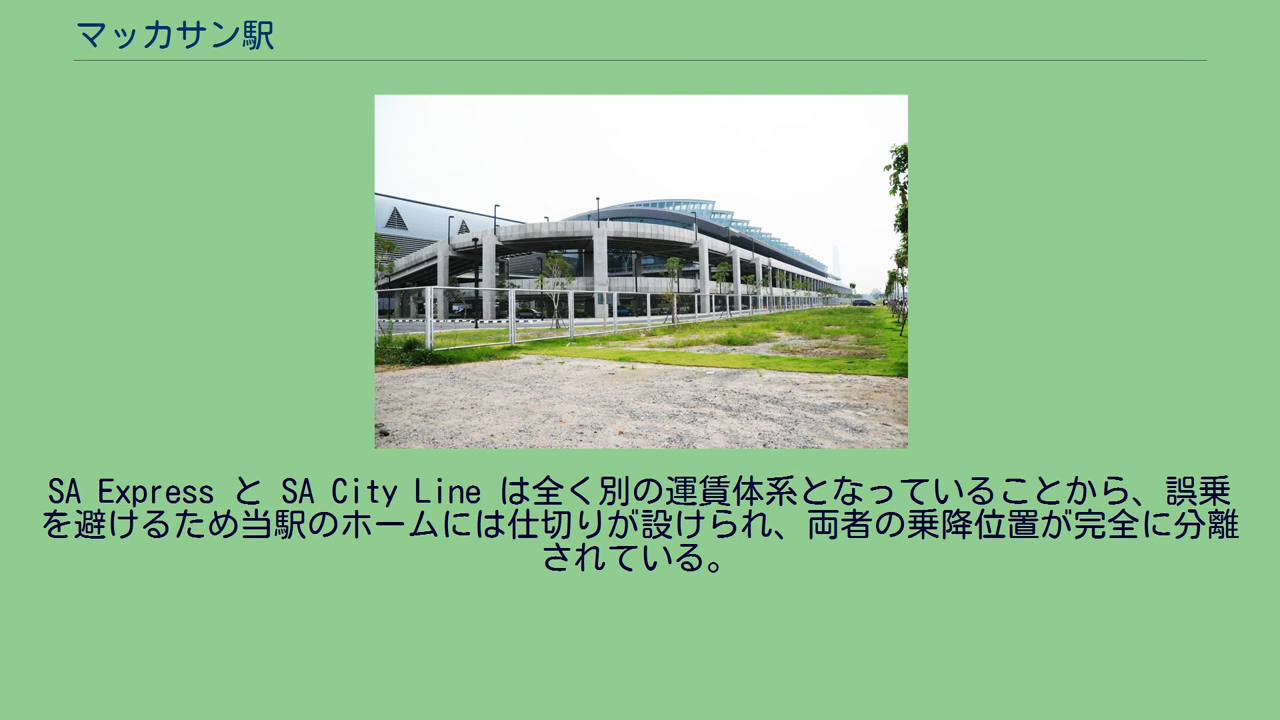 マッカサン駅
SA Express と SA City Line は全く別の運賃体系となっていることから、誤乗
を避けるため当駅のホームには仕切りが設けられ、両者の乗降位置が完全に分離
されている。